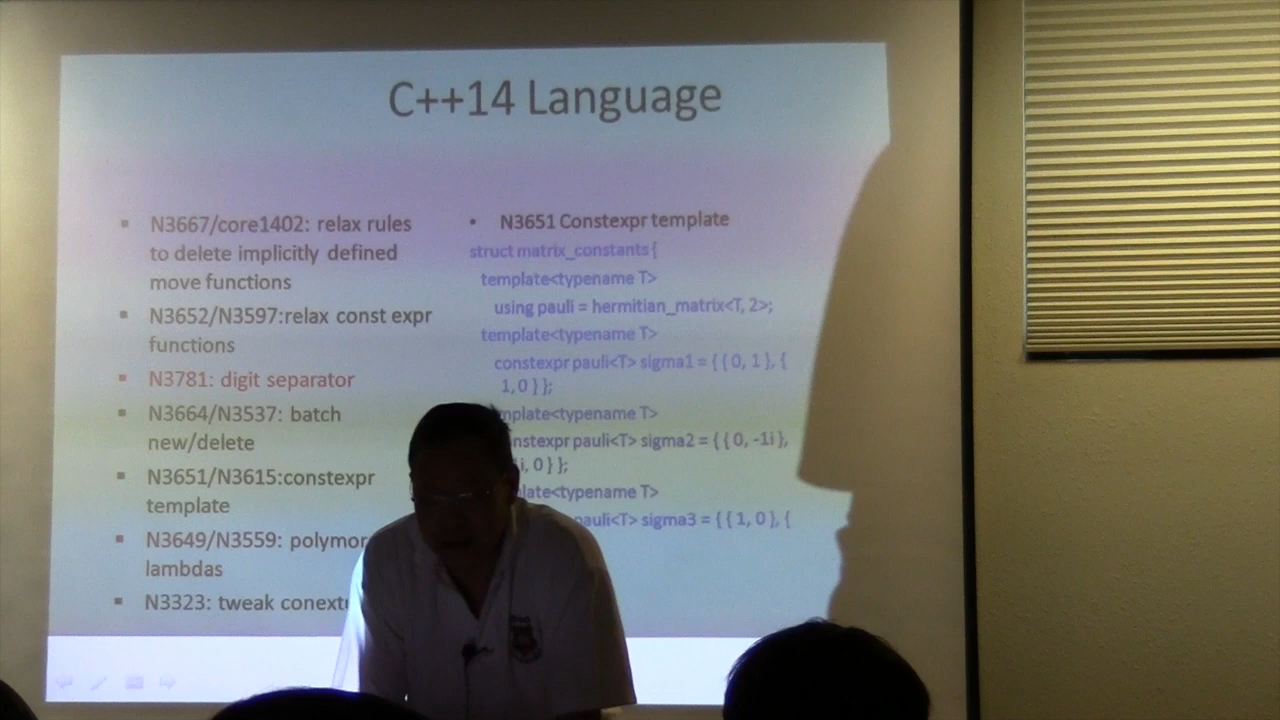 C++14 Language
N3667/core1402: relax rules
to delete implicitly defined
move functions
N3652/N3597:relax const expr
functions
N3781: digit separator
N3664/N3537: batch
new/delete
N3651/N3615:constexpr
template
N3649/N3559:
lambdas
N3323: tweak
N3651 Constexpr template
struct matrix_constants {
template<typename T>
using pauli = hermitian_matrix<T, 2>;
template<typename T>
constexpr pauli<T> sigma1 = { { 0, 1 }, {
1, 0 } };
<typename T>
pauli<T> sigma2 = { { 0, -1i },
0 } };
<typename T>
pauli<T> sigma3 = { { 1, 0 }, {